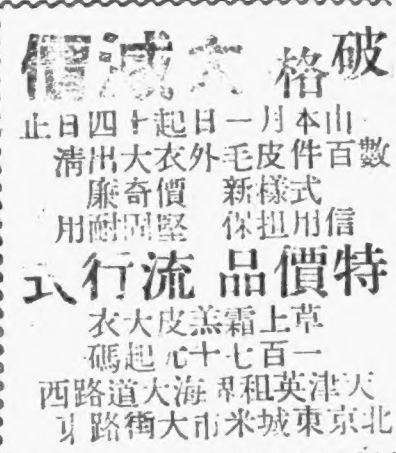 破格大減價
由本月一日起十四日止
數百件皮毛外衣大出清
式樣新 價奇廉
信用担保 堅固耐用
特價品 流行式
草上霜羔皮大衣
一百七十元起碼
天津英租界海大道路西
北京東城米市大街路